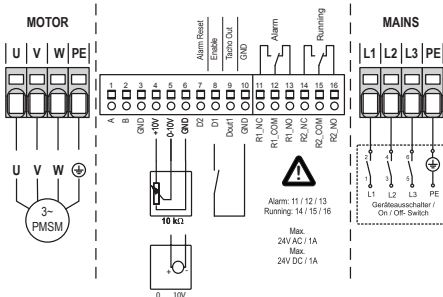 MOTOR
MAINS
U V W PE
Alarm Reset
Enable
Tacho Out
GND
Alarm
Running
L1 L2 L3 PE
1 2 3 4 5 6 7 8 9 10 11 12 13 14 15 16
A
B
GND
+10V
0-10V
GND
D2
D1
Dout1
GND
R1_NC
R1_COM
R1_NO
R2_NC
R2_COM
R2_NO
U V W
3~
PMSM
10 kΩ
+ -
0 10V
Alarm: 11 / 12 / 13
Running: 14 / 15 / 16
Max.
24V AC / 1A
Max.
24V DC / 1A
2 4 6
1 3 5
L1 L2 L3 PE
Geräteausschalter /
On / Off- Switch